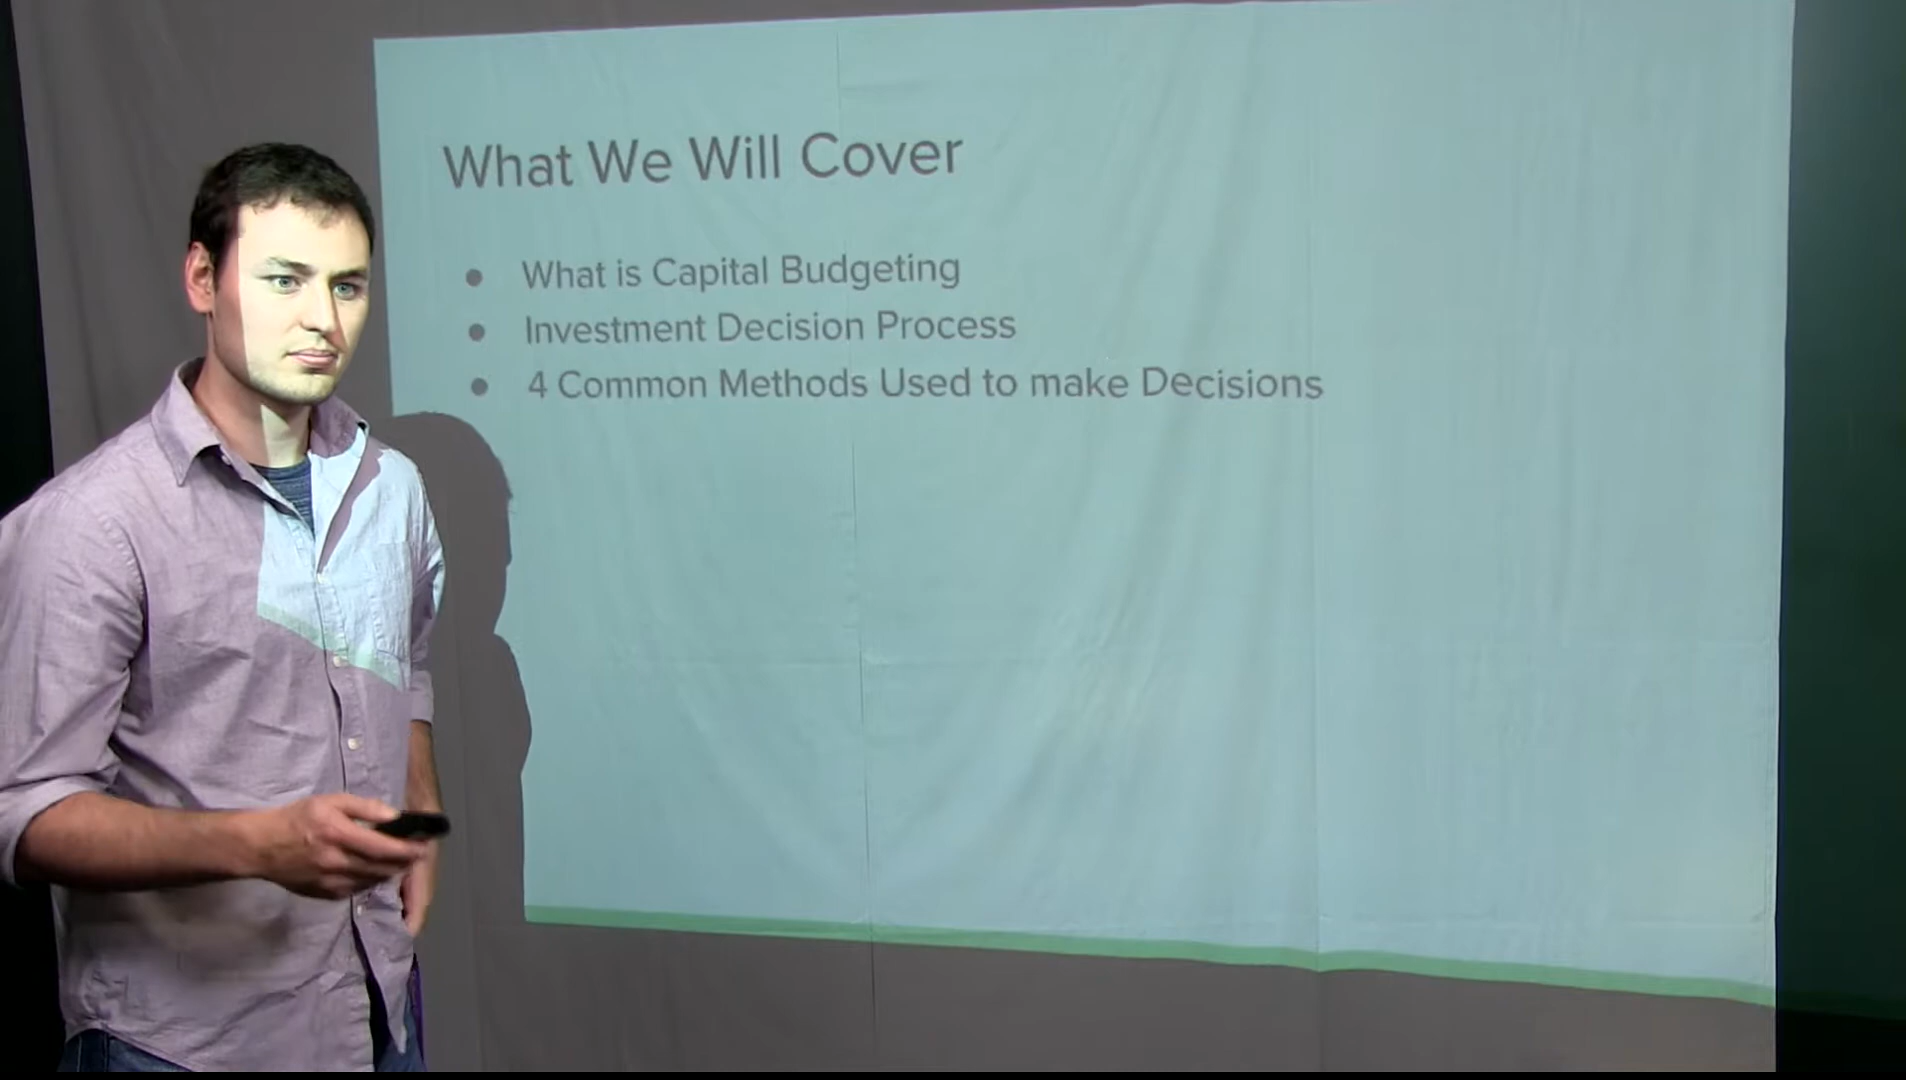 What We Will Cover
● What is Capital Budgeting
● Investment Decision Process
● 4 Common Methods Used to make Decisions